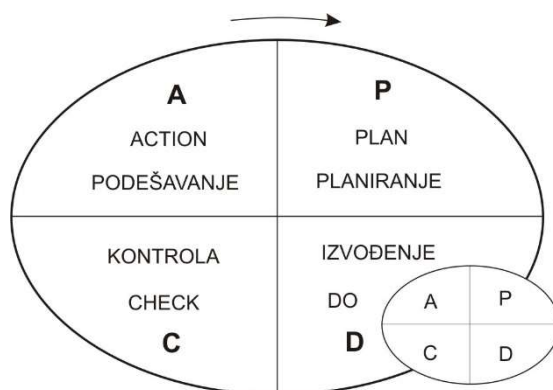 A
ACTION
PODEŠAVANJE
P
PLAN
PLANIRANJE
KONTROLA
CHECK
C
IZVOĐENJE
DO
D
A
P
C
D